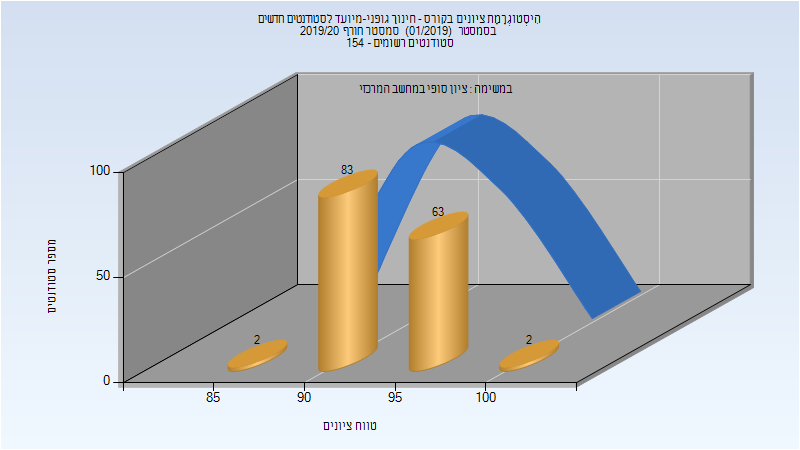 היסטוגרמת ציונים בקורס - חינוך גופני-מיועד לסטודנטים חדשים
בסמסטר (01/2019) סמסטר חורף 2019/20
סטודנטים רשומים - 154
במשימה : ציון סופי במחשב המרכזי
100
50
0
מספר סטודנטים
2
83
63
2
85
90
95
100
טווח ציונים